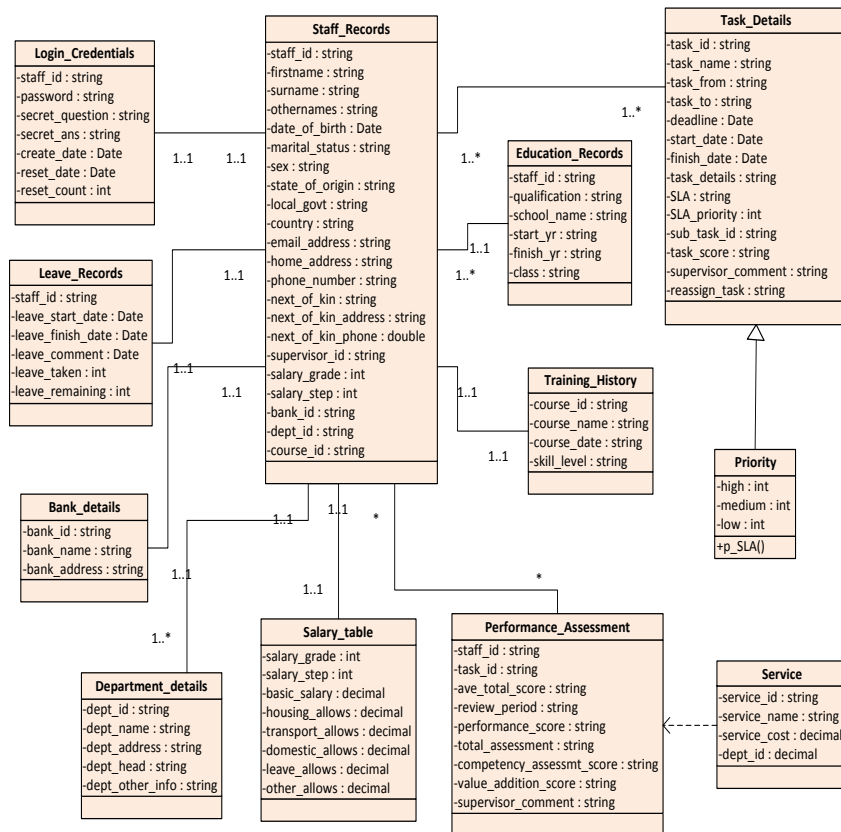 Staff_Records
-staff_id : string
-firstname : string
-surname : string
-othernames : string
-date_of_birth : Date
-marital_status : string
-sex : string
-state_of_origin : string
-local_govt : string
-country : string
-email_address : string
-home_address : string
-phone_number : string
-next_of_kin : string
-next_of_kin_address : string
-next_of_kin_phone : double
-supervisor_id : string
-salary_grade : int
-salary_step : int
-bank_id : string
-dept_id : string
-course_id : string
Task_Details
-task_id : string
-task_name : string
-task_from : string
-task_to : string
-deadline : Date
-start_date : Date
-finish_date : Date
-task_details : string
-SLA : string
-SLA_priority : int
-sub_task_id : string
-task_score : string
-supervisor_comment : string
-reassign_task : string
Login_Credentials
-staff_id : string
-password : string
-secret_question : string
-secret_ans : string
-create_date : Date
-reset_date : Date
-reset_count : int
1..1
1..1
1..*
1..*
Education_Records
-staff_id : string
-qualification : string
-school_name : string
-start_yr : string
-finish_yr : string
-class : string
1..1
1..*
Leave_Records
-staff_id : string
-leave_start_date : Date
-leave_finish_date : Date
-leave_comment : Date
-leave_taken : int
-leave_remaining : int
1..1
1..1
1..1
Training_History
-course_id : string
-course_name : string
-course_date : string
-skill_level : string
1..1
1..1
Priority
-high : int
-medium : int
-low : int
+p_SLA()
Bank_details
-bank_id : string
-bank_name : string
-bank_address : string
1..1
1..1
1..1
*
1..1
1..*
*
Department_details
-dept_id : string
-dept_name : string
-dept_address : string
-dept_head : string
-dept_other_info : string
Salary_table
-salary_grade : int
-salary_step : int
-basic_salary : decimal
-housing_allows : decimal
-transport_allows : decimal
-domestic_allows : decimal
-leave_allows : decimal
-other_allows : decimal
Performance_Assessment
-staff_id : string
-task_id : string
-ave_total_score : string
-review_period : string
-performance_score : string
-total_assessment : string
-competency_assessmt_score : string
-value_addition_score : string
-supervisor_comment : string
Service
-service_id : string
-service_name : string
-service_cost : decimal
-dept_id : decimal